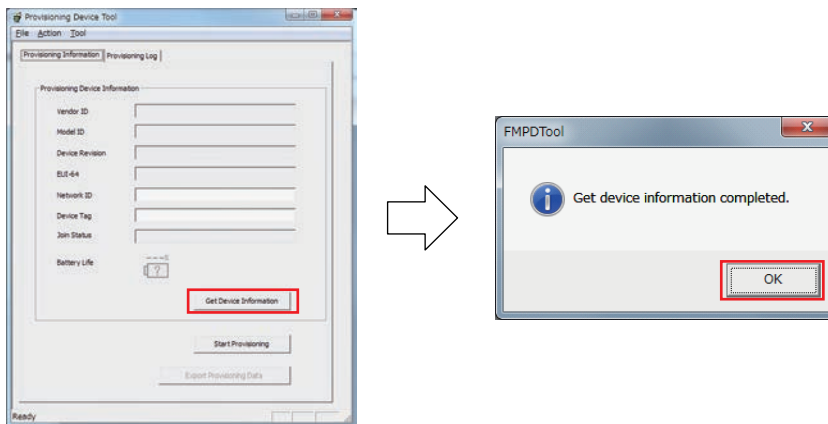 Provisioning Device Tool
File Action Tool
Provisioning Information Provisioning Log
Provisioning Device Information
Vendor ID
Model ID
Device Revision
EUI-64
Network ID
Device Tag
Join Status
Battery Life
?
Get Device Information
Start Provisioning
Export Provisioning Data
Ready
FMPDTool
Get device information completed.
OK